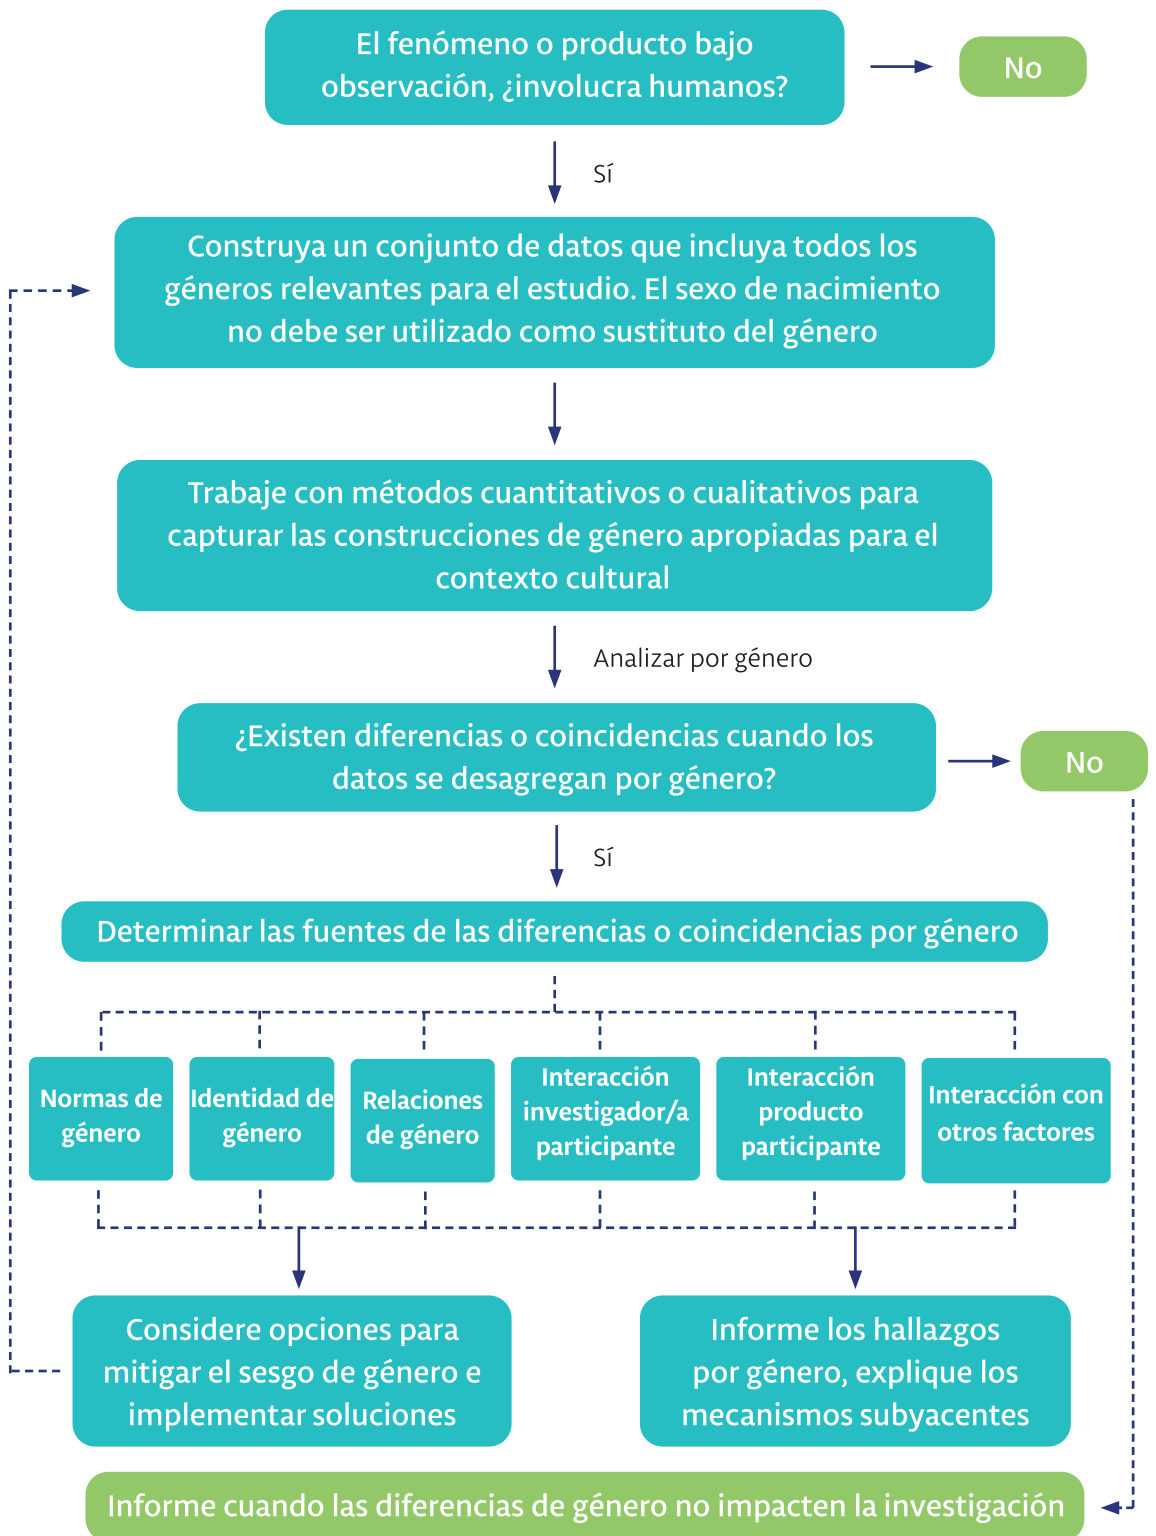 El fenómeno o producto bajo
observación, ¿involucra humanos?
No
Sí
Construya un conjunto de datos que incluya todos los
géneros relevantes para el estudio. El sexo de nacimiento
no debe ser utilizado como sustituto del género
Trabaje con métodos cuantitativos o cualitativos para
capturar las construcciones de género apropiadas para el
contexto cultural
Analizar por género
¿Existen diferencias o coincidencias cuando los
datos se desagregan por género?
No
Sí
Determinar las fuentes de las diferencias o coincidencias por género
Normas de
género
Identidad de
género
Relaciones
de género
Interacción
investigador/a
participante
Interacción
producto
participante
Interacción con
otros factores
Considere opciones para
mitigar el sesgo de género e
implementar soluciones
Informe los hallazgos
por género, explique los
mecanismos subyacentes
Informe cuando las diferencias de género no impacten la investigación